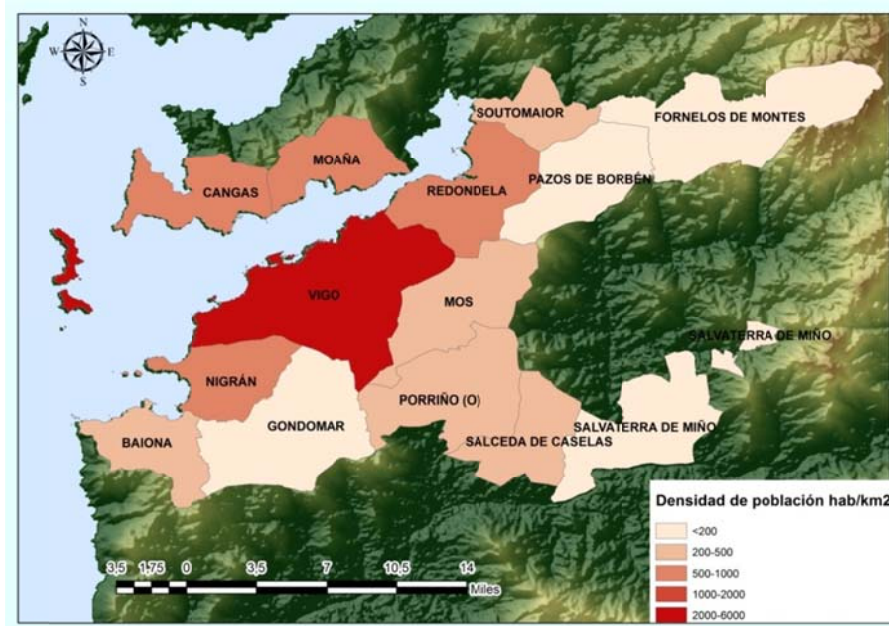 N
W E
S
SOUTOMAIOR
FORNELOS DE MONTES
MOAÑA
CANGAS
REDONDELA
PAZOS DE BORBÉN
VIGO
MOS
SALVATERRA DE MIÑO
NIGRÁN
PORRIÑO (O)
GONDOMAR
SALVATERRA DE MIÑO
BAIONA
SALCEDA DE CASELAS
Densidad de población hab/km2
<200
200-500
500-1000
1000-2000
2000-6000
3,5 1,75 0 3,5 7 10,5 14
Miles